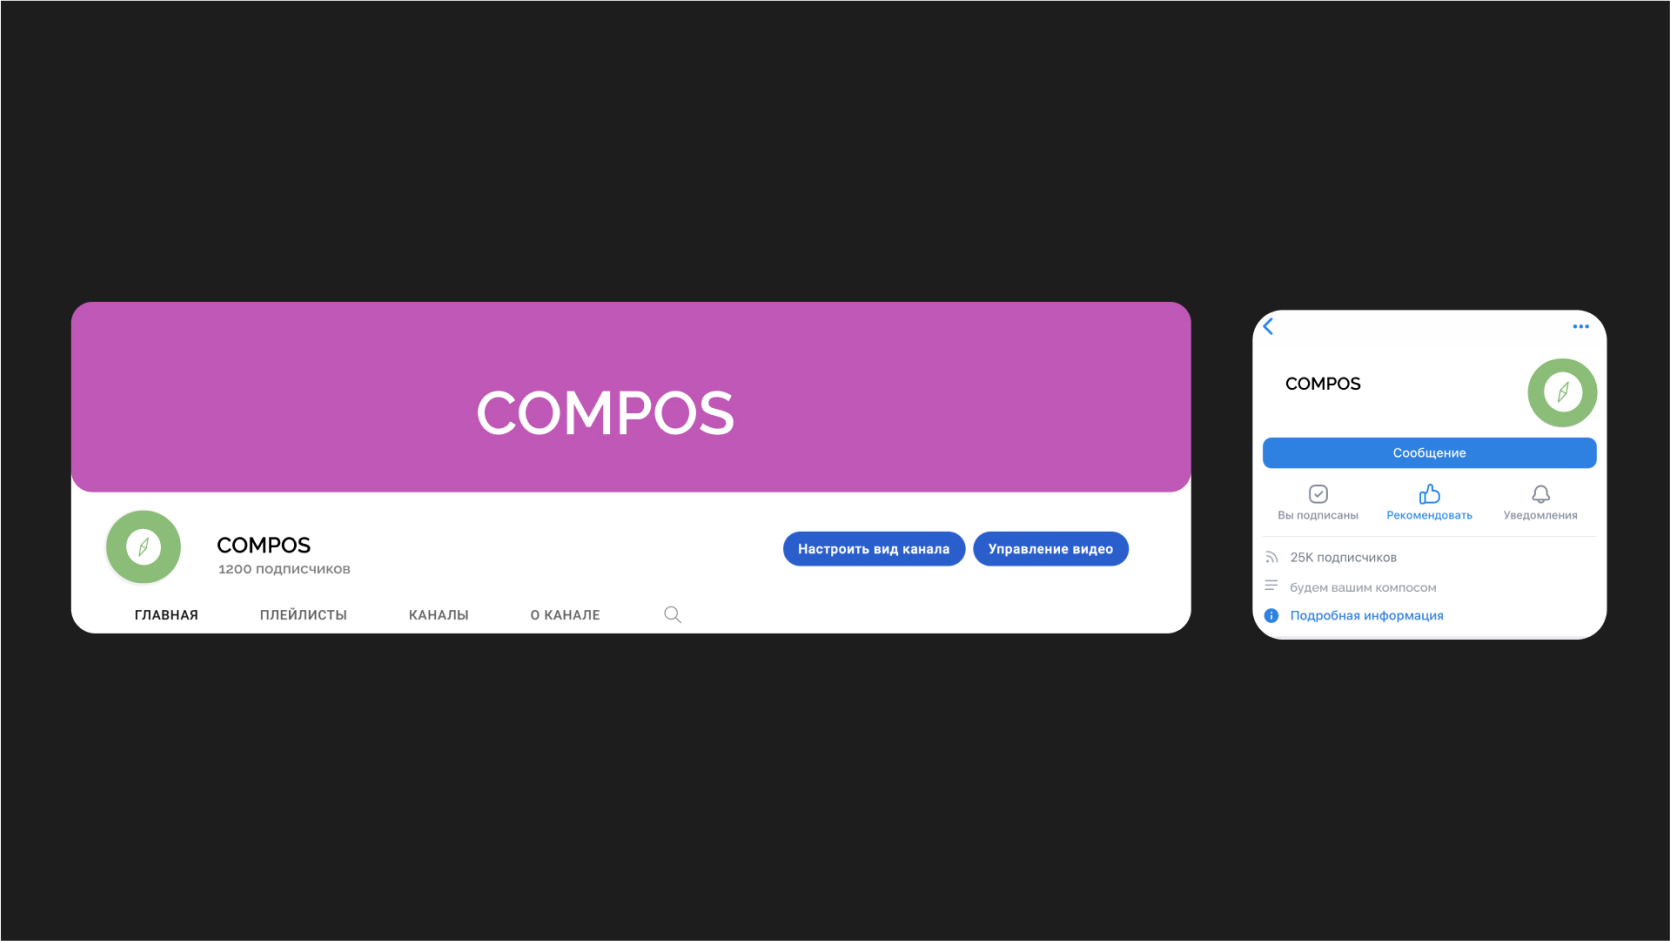 COMPOS
COMPOS
1200 подписчиков
Настроить вид канала
Управление видео
ГЛАВНАЯ
ПЛЕЙЛИСТЫ
КАНАЛЫ
О КАНАЛЕ
COMPOS
Сообщение
Вы подписаны
Рекомендовать
Уведомления
25K подписчиков
будем вашим компосом
Подробная информация